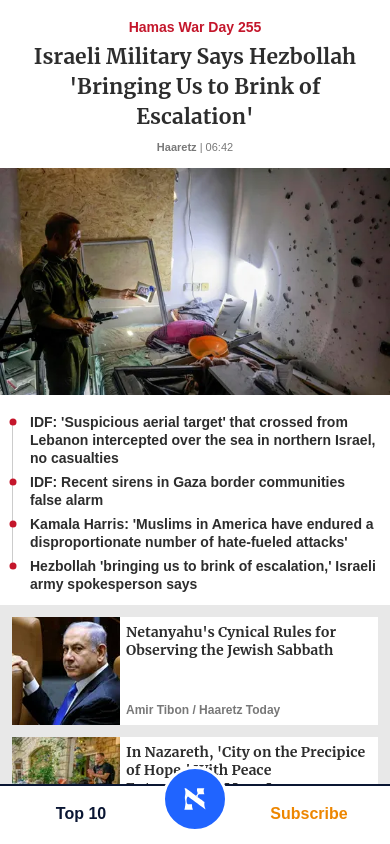 Hamas War Day 255
Israeli Military Says Hezbollah
'Bringing Us to Brink of
Escalation'
Haaretz | 06:42
IDF: 'Suspicious aerial target' that crossed from
Lebanon intercepted over the sea in northern Israel,
no casualties
IDF: Recent sirens in Gaza border communities
false alarm
Kamala Harris: 'Muslims in America have endured a
disproportionate number of hate-fueled attacks'
Hezbollah 'bringing us to brink of escalation,' Israeli
army spokesperson says
Netanyahu's Cynical Rules for
Observing the Jewish Sabbath
Amir Tibon / Haaretz Today
In Nazareth, 'City on the Precipice
of Hope,' With Peace
Top 10
Subscribe